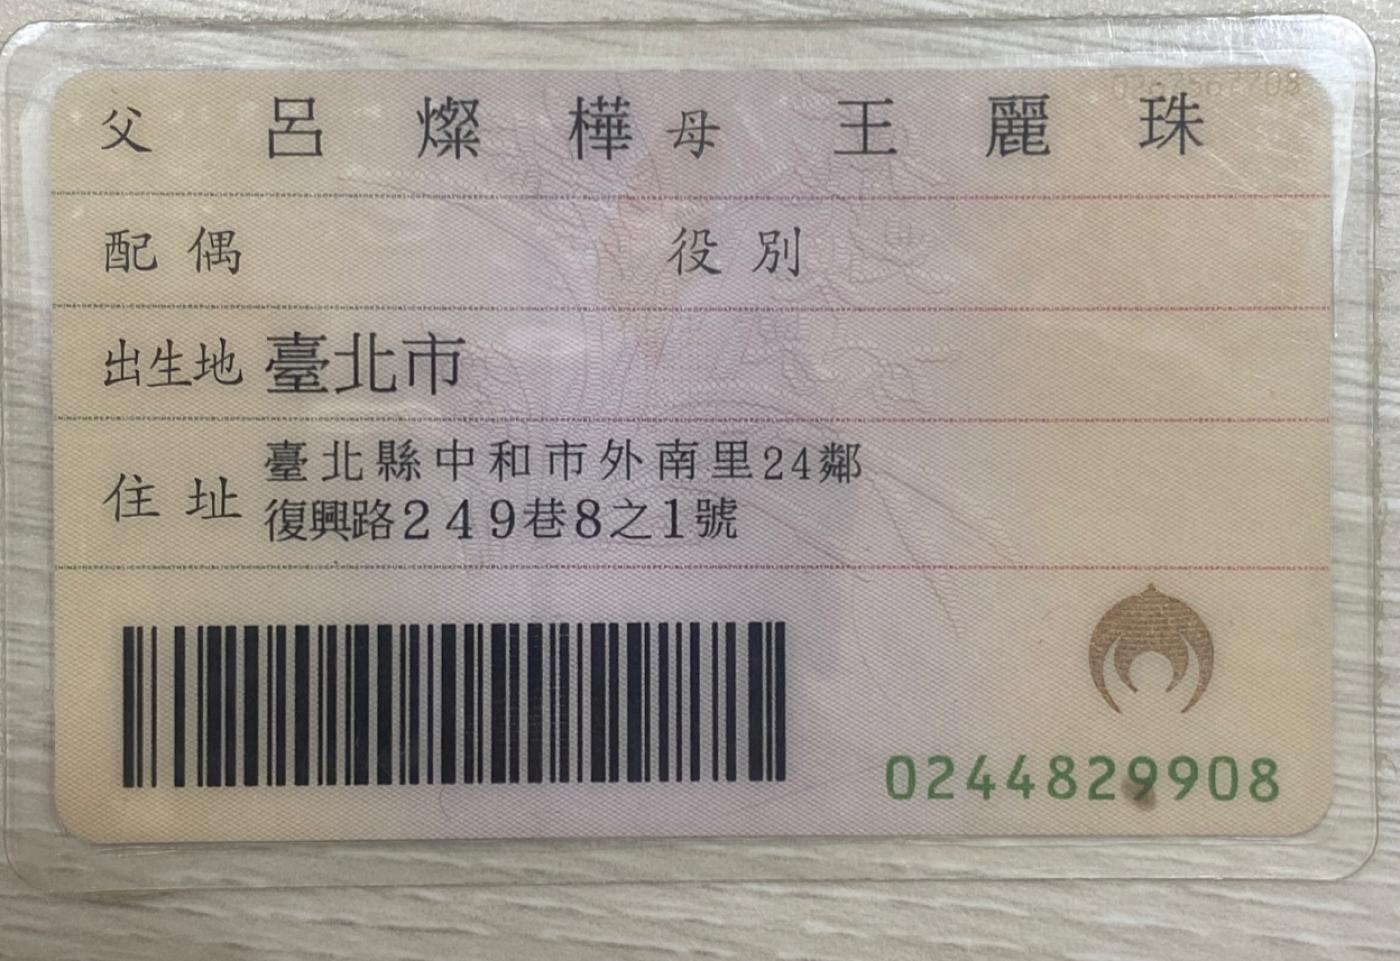 父 呂燦樺 母 王麗珠
配偶 役別
出生地 臺北市
住址 臺北縣中和市外南里24鄰
復興路249巷8之1號
0244829908